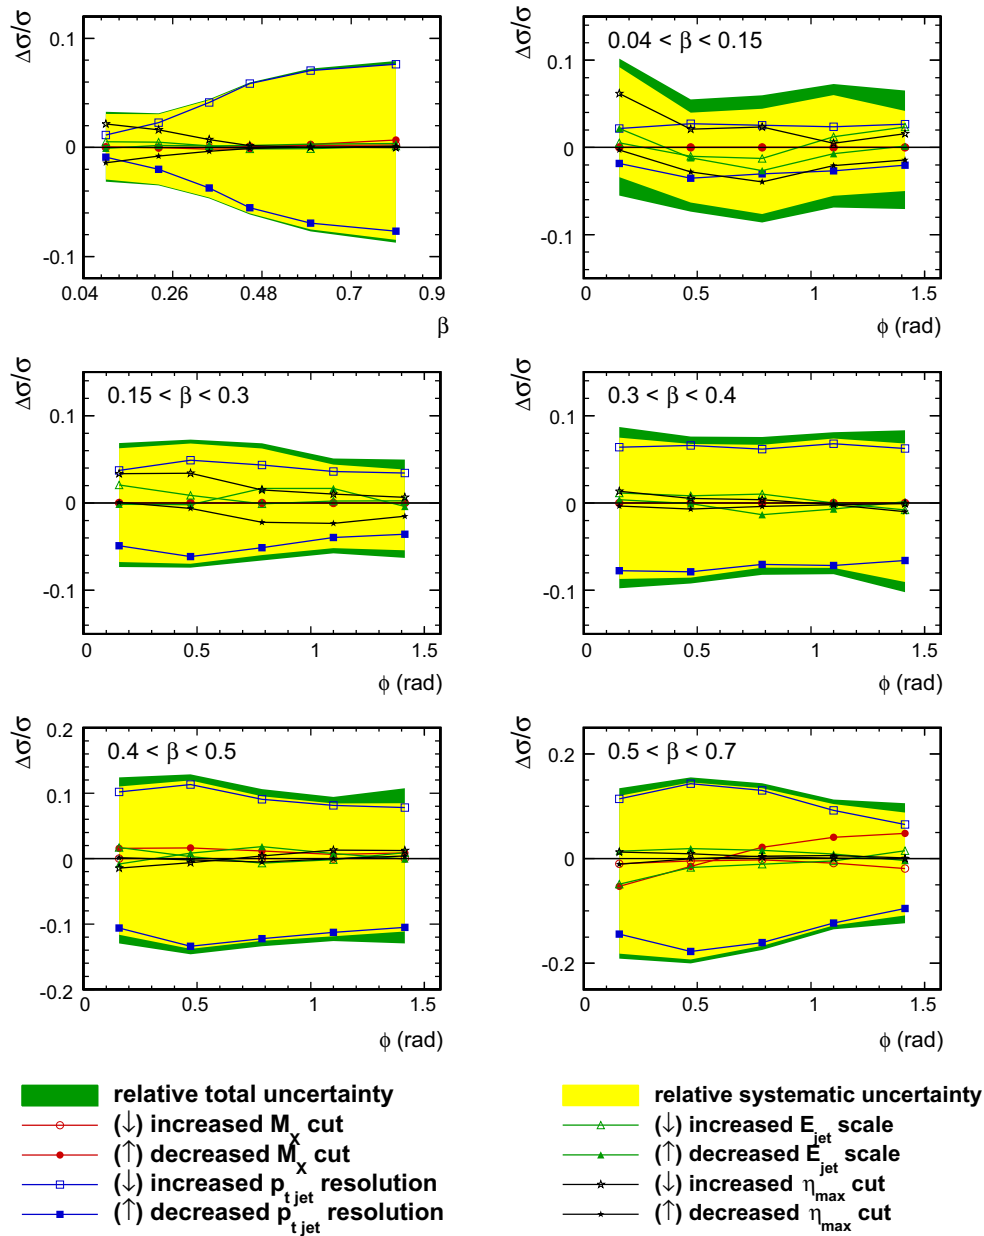 Δσ/σ
0.1
0
-0.1
0.04 0.26 0.48 0.7 0.9
β
Δσ/σ
0.04 < β < 0.15
0.1
0
-0.1
0 0.5 1 1.5
ϕ (rad)
Δσ/σ
0.15 < β < 0.3
0.1
0
-0.1
0 0.5 1 1.5
ϕ (rad)
Δσ/σ
0.3 < β < 0.4
0.1
0
-0.1
0 0.5 1 1.5
ϕ (rad)
Δσ/σ
0.4 < β < 0.5
0.2
0.1
0
-0.1
-0.2
0 0.5 1 1.5
ϕ (rad)
Δσ/σ
0.5 < β < 0.7
0.2
0
-0.2
0 0.5 1 1.5
ϕ (rad)
relative total uncertainty
(↓) increased M_X cut
(↑) decreased M_X cut
(↓) increased p_t jet resolution
(↑) decreased p_t jet resolution
relative systematic uncertainty
(↓) increased E_jet scale
(↑) decreased E_jet scale
(↓) increased η_max cut
(↑) decreased η_max cut